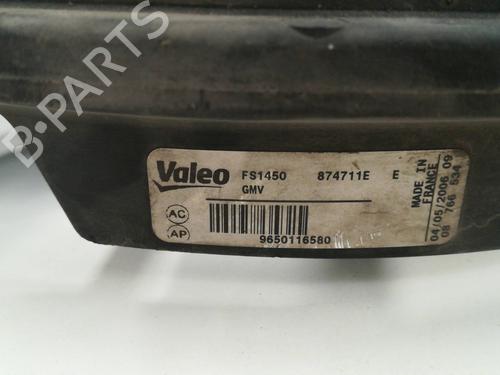 B-PARTS
Valeo FS1450 874711E E
GMV
AC
AP
9650116580
MADE IN
FRANCE
04/05/2006 09
08 766 534